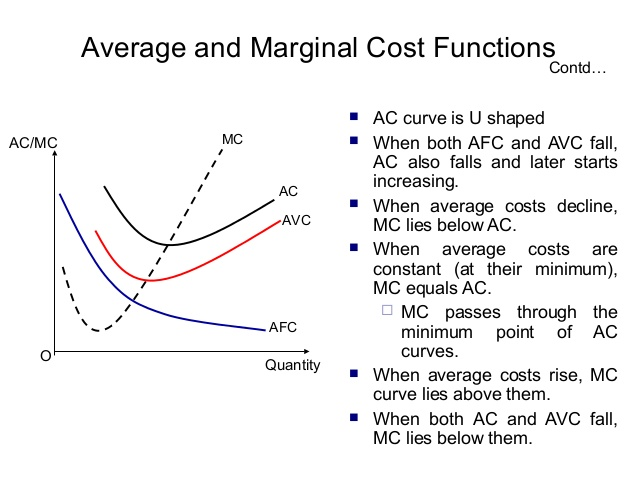 Average and Marginal Cost Functions
Contd…
AC/MC
MC
AC
AVC
AFC
O
Quantity
AC curve is U shaped
When both AFC and AVC fall,
AC also falls and later starts
increasing.
When average costs decline,
MC lies below AC.
When average costs are
constant (at their minimum),
MC equals AC.
MC passes through the
minimum point of AC
curves.
When average costs rise, MC
curve lies above them.
When both AC and AVC fall,
MC lies below them.